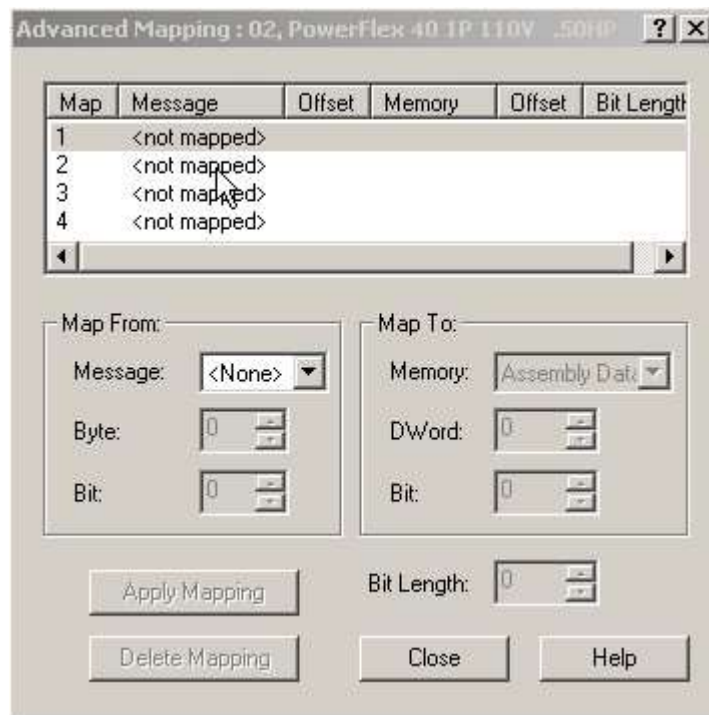 Advanced Mapping : 02, PowerFlex 40 1P 110V .50HP
Map Message Offset Memory Offset Bit Length
1 <not mapped>
2 <not mapped>
3 <not mapped>
4 <not mapped>
Map From: Map To:
Message: <None> Memory: Assembly Data
Byte: 0 DWord: 0
Bit: 0 Bit: 0
Apply Mapping Bit Length: 0
Delete Mapping Close Help